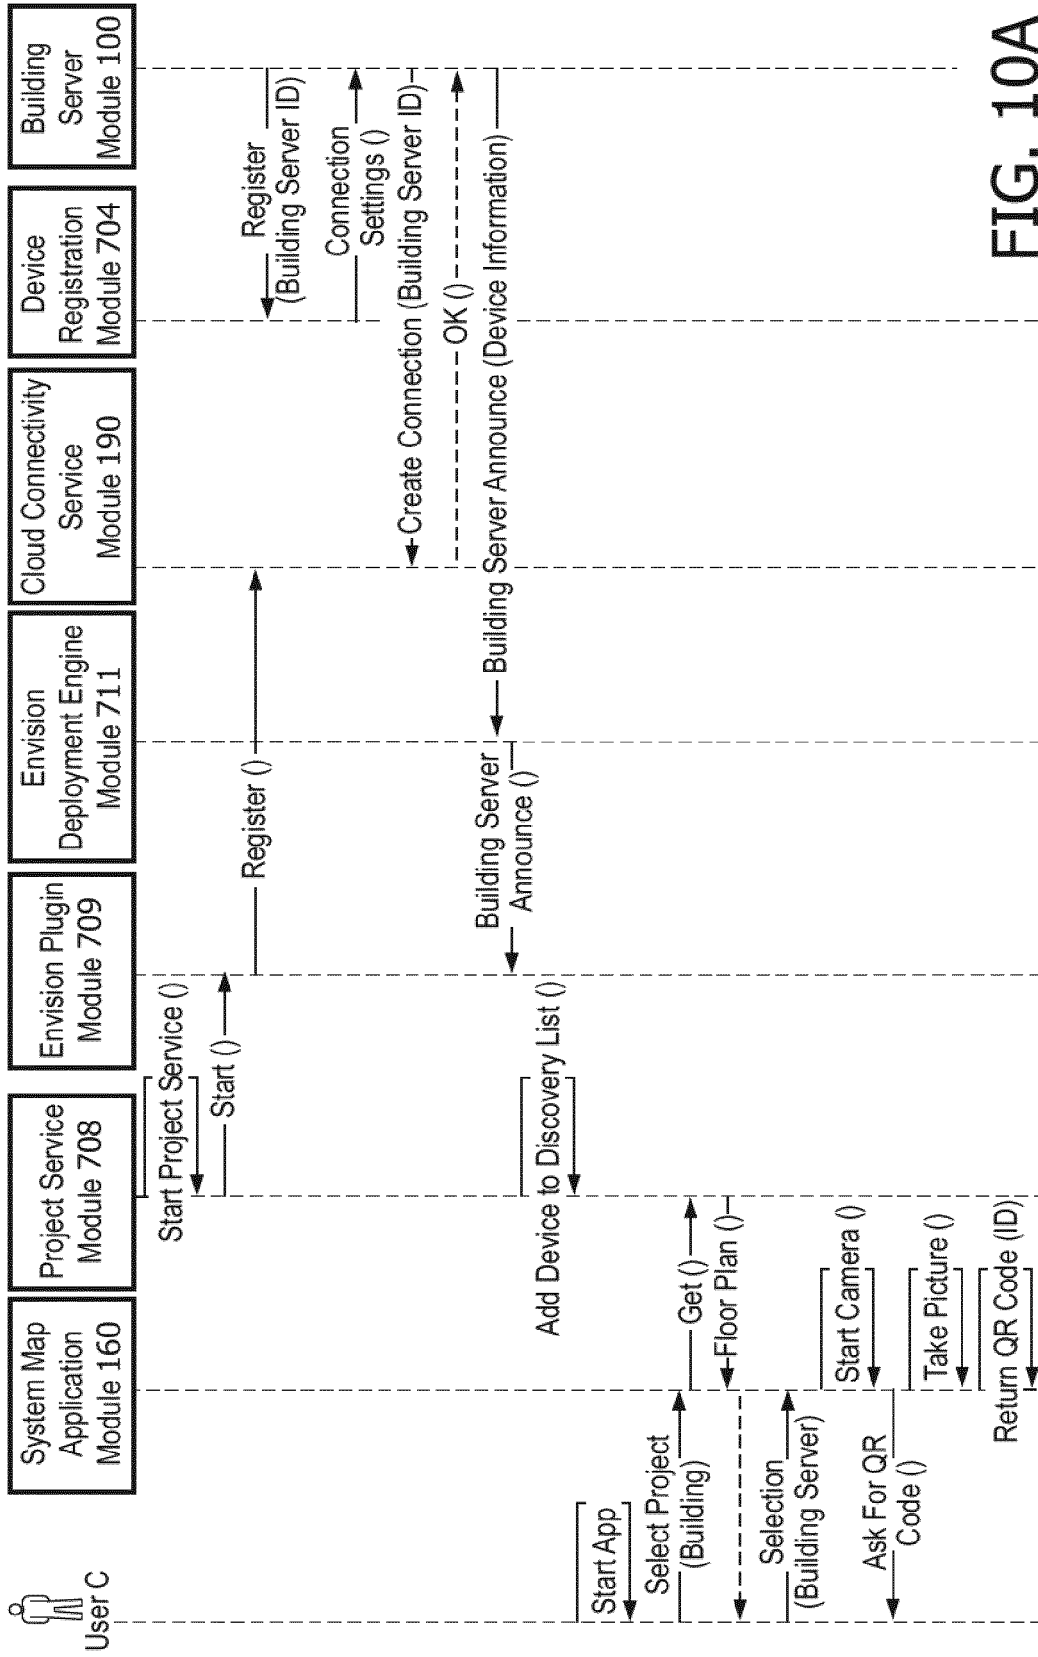 User C
System Map
Application
Module 160
Project Service
Module 708
Envision Plugin
Module 709
Envision
Deployment Engine
Module 711
Cloud Connectivity
Service
Module 190
Device
Registration
Module 704
Building
Server
Module 100
Start Project Service ()
Start ()
Register ()
Register
(Building Server ID)
Connection
Settings ()
Create Connection (Building Server ID)
OK ()
Building Server Announce (Device Information)
Building Server
Announce ()
Add Device to Discovery List ()
Start App
Select Project
(Building)
Get ()
Floor Plan ()
Selection
(Building Server)
Start Camera ()
Ask For QR
Code ()
Take Picture ()
Return QR Code (ID)
FIG. 10A